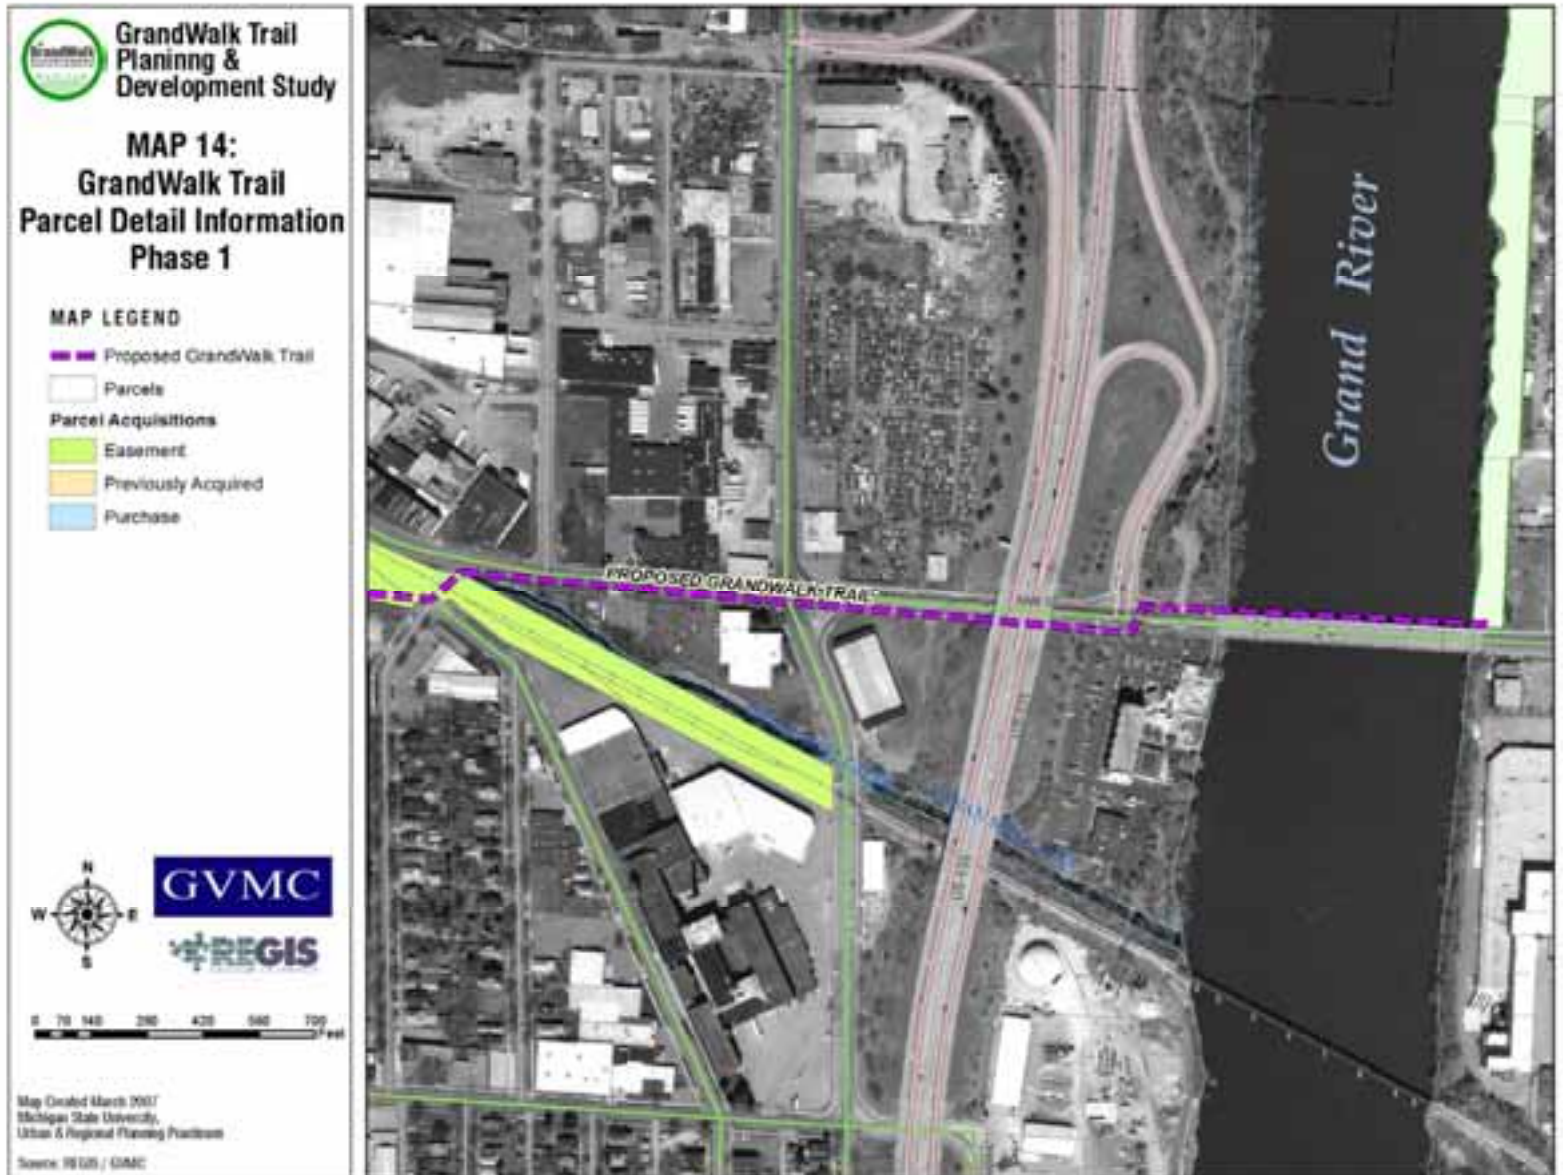 GrandWalk
GrandWalk Trail
Planinng &
Development Study
MAP 14:
GrandWalk Trail
Parcel Detail Information
Phase 1
MAP LEGEND
Proposed GrandWalk Trail
Parcels
Parcel Acquisitions
Easement
Previously Acquired
Purchase
N
W E
S
GVMC
REGIS
0 70 140 280 420 560 700
Feet
Map Created March 2007
Michigan State University,
Urban & Regional Planning Practicum
Source: REGIS / GVMC
PROPOSED GRANDWALK TRAIL
Grand River